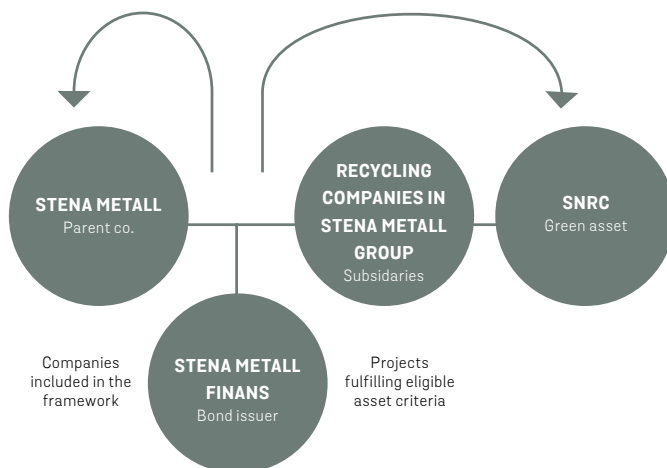 STENA METALL
Parent co.
RECYCLING
COMPANIES IN
STENA METALL
GROUP
Subsidaries
SNRC
Green asset
Companies
included in the
framework
STENA METALL
FINANS
Bond issuer
Projects
fulfilling eligible
asset criteria